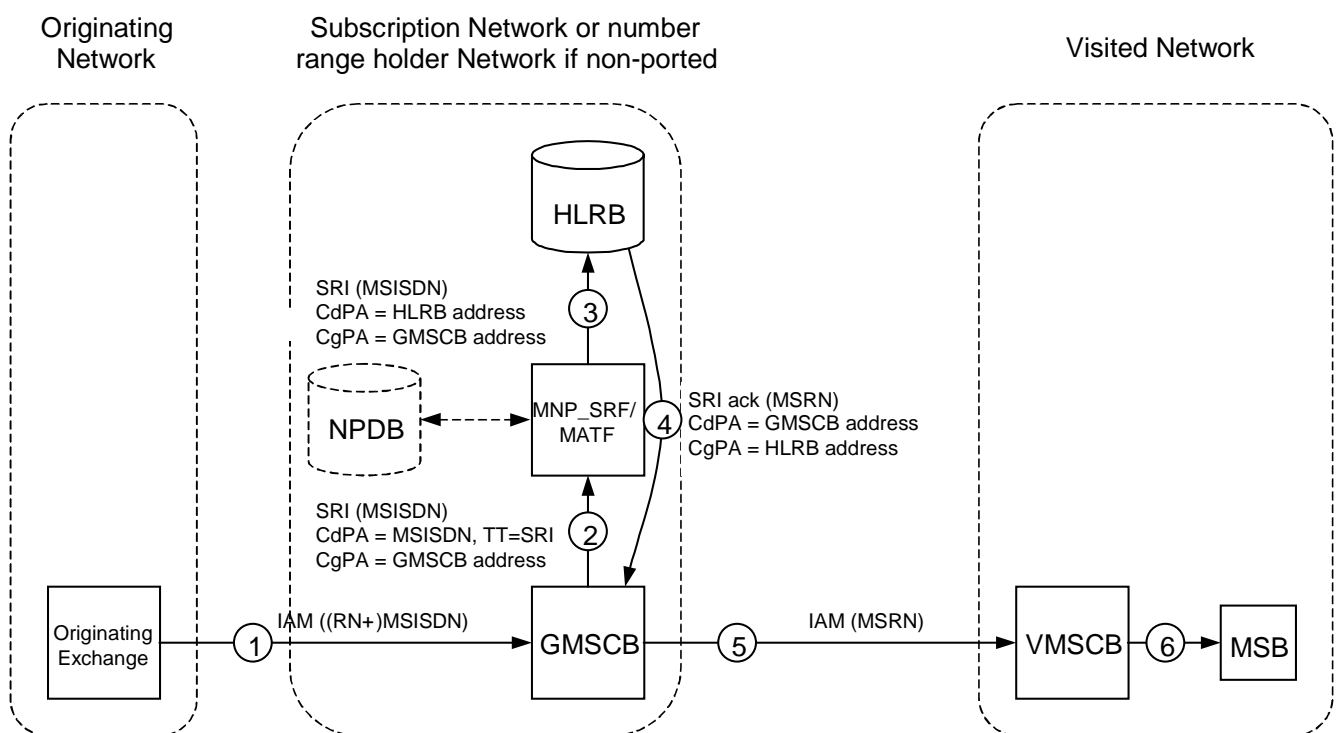 Originating
Network
Subscription Network or number
range holder Network if non-ported
Visited Network
HLRB
SRI (MSISDN)
CdPA = HLRB address
CgPA = GMSCB address
3
NPDB
MNP_SRF/
MATF
4
SRI ack (MSRN)
CdPA = GMSCB address
CgPA = HLRB address
SRI (MSISDN)
CdPA = MSISDN, TT=SRI
CgPA = GMSCB address
2
Originating
Exchange
1
IAM ((RN+)MSISDN)
GMSCB
5
IAM (MSRN)
VMSCB
6
MSB